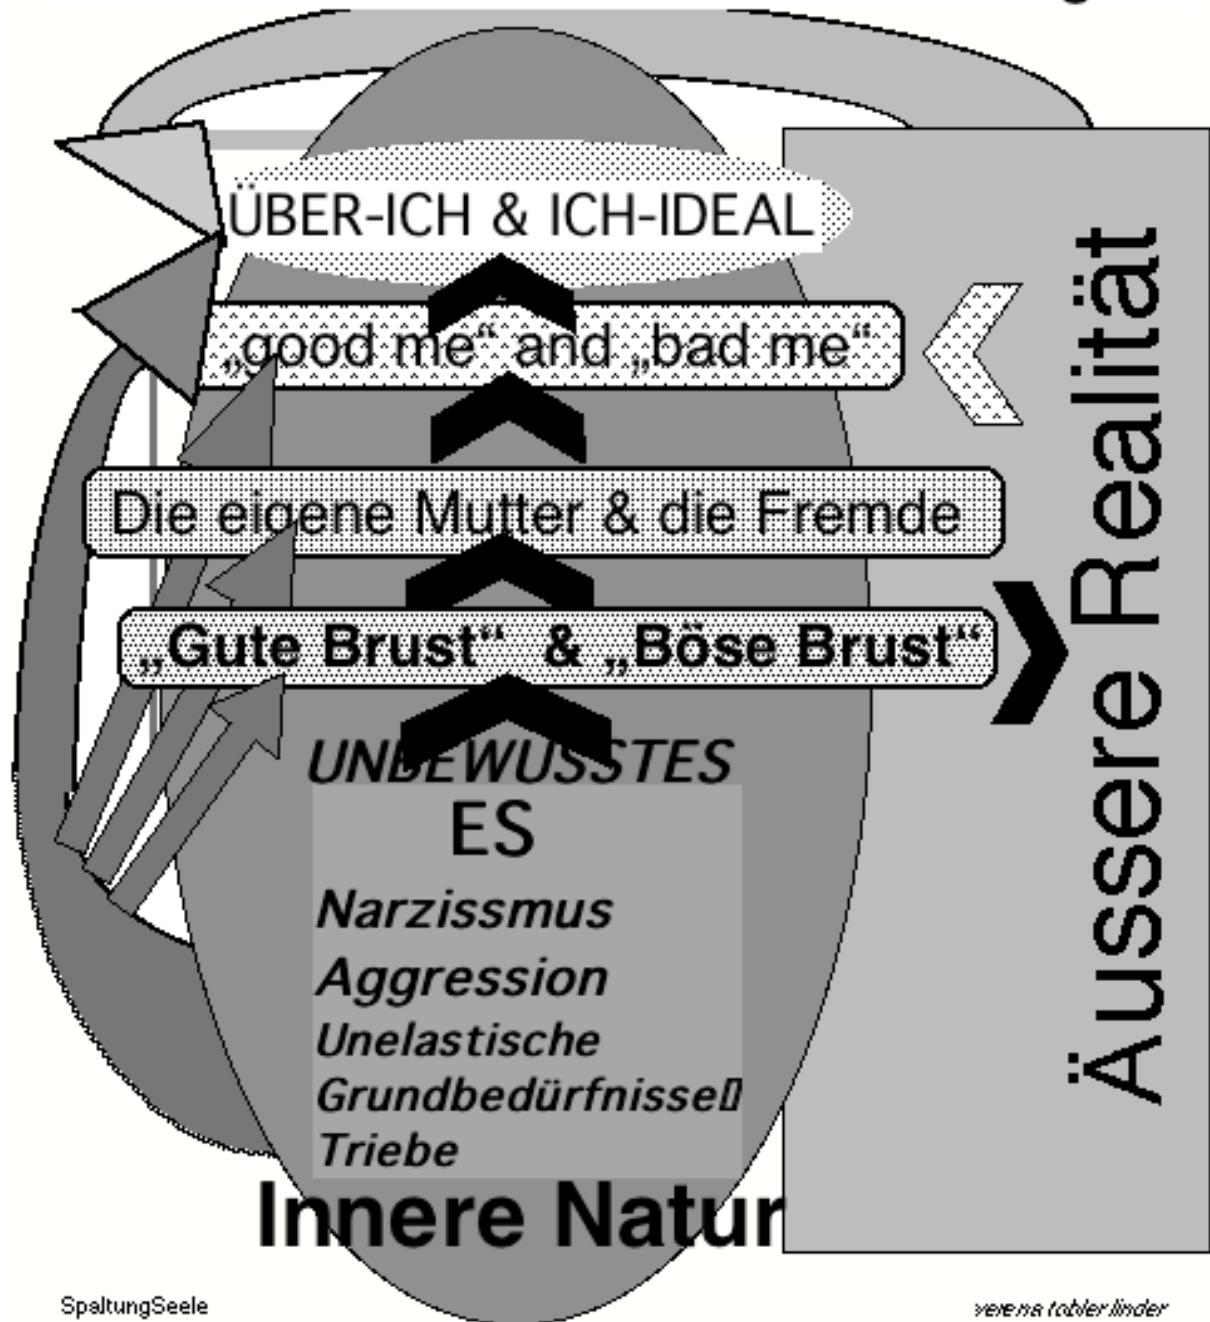 ÜBER-ICH & ICH-IDEAL
„good me“ and „bad me“
Die eigene Mutter & die Fremde
„Gute Brust“ & „Böse Brust“
UNBEWUSSTES
ES
Narzissmus
Aggression
Unelastische
Grundbedürfnisse
Triebe
Innere Natur
Äussere Realität
SpaltungSeele
verena tobler linder